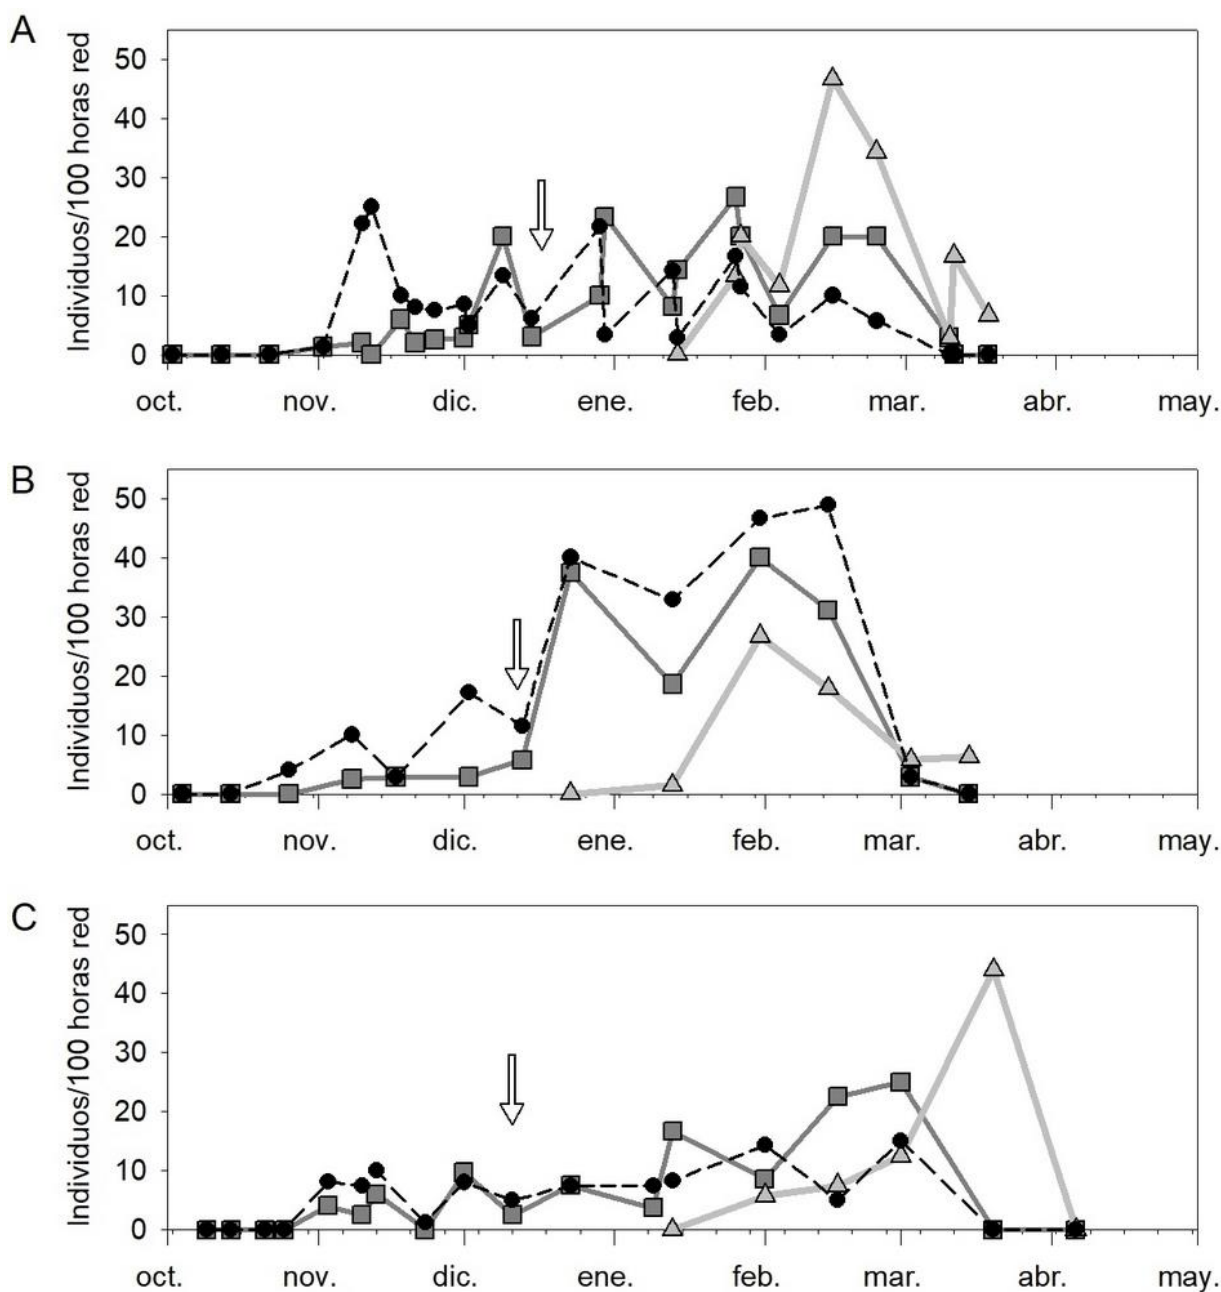 A
Individuos/100 horas red
50
40
30
20
10
0
oct. nov. dic. ene. feb. mar. abr. may.
B
Individuos/100 horas red
50
40
30
20
10
0
oct. nov. dic. ene. feb. mar. abr. may.
C
Individuos/100 horas red
50
40
30
20
10
0
oct. nov. dic. ene. feb. mar. abr. may.